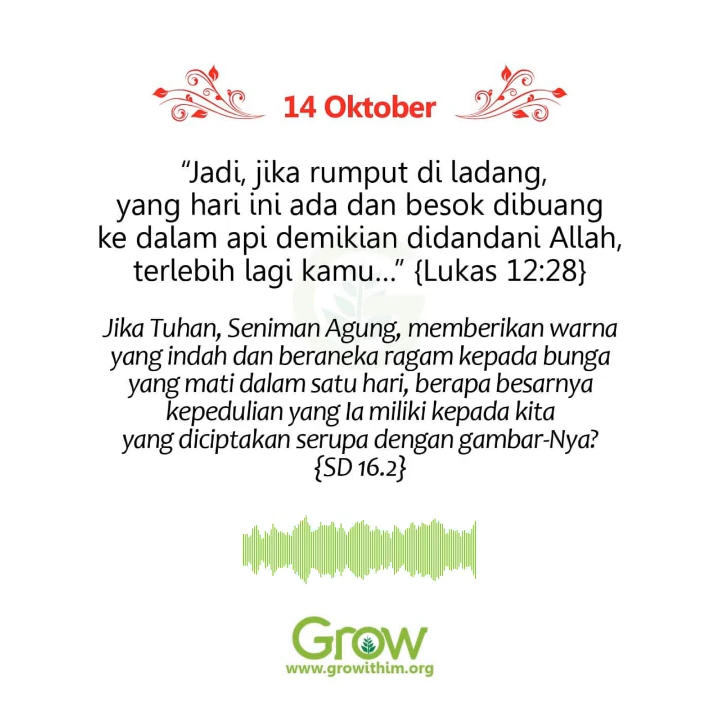 14 Oktober
“Jadi, jika rumput di ladang,
yang hari ini ada dan besok dibuang
ke dalam api demikian didandani Allah,
terlebih lagi kamu...” {Lukas 12:28}
Jika Tuhan, Seniman Agung, memberikan warna
yang indah dan beraneka ragam kepada bunga
yang mati dalam satu hari, berapa besarnya
kepedulian yang Ia miliki kepada kita
yang diciptakan serupa dengan gambar-Nya?
{SD 16.2}
Grow
www.growithim.org